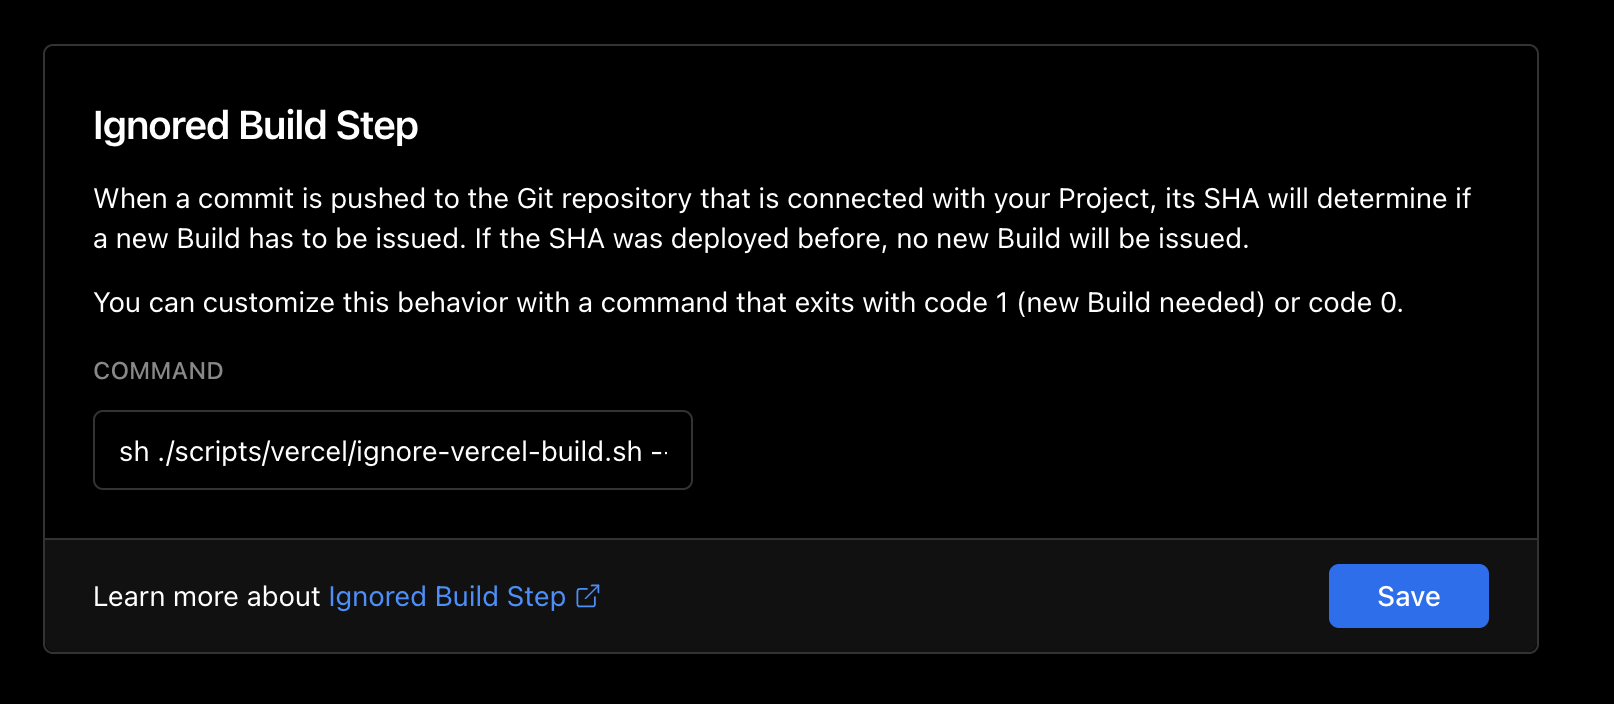 Ignored Build Step
When a commit is pushed to the Git repository that is connected with your Project, its SHA will determine if
a new Build has to be issued. If the SHA was deployed before, no new Build will be issued.
You can customize this behavior with a command that exits with code 1 (new Build needed) or code 0.
COMMAND
sh ./scripts/vercel/ignore-vercel-build.sh --
Learn more about Ignored Build Step
Save